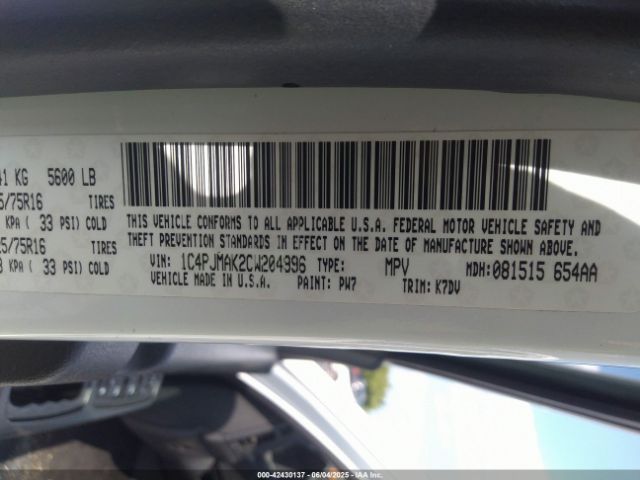 41 KG 5600 LB
5/75R16 TIRES
KPA ( 33 PSI) COLD
5/75R16 TIRES
KPA ( 33 PSI) COLD
THIS VEHICLE CONFORMS TO ALL APPLICABLE U.S.A. FEDERAL MOTOR VEHICLE SAFETY AND
THEFT PREVENTION STANDARDS IN EFFECT ON THE DATE OF MANUFACTURE SHOWN ABOVE.
VIN: 1C4PJMAK2CW204996 TYPE: MPV MDH: 081515 654AA
VEHICLE MADE IN U.S.A. PAINT: PW7 TRIM: K7DV
000-42430137 - 06/04/2025 - © IAA Holdings, LLC